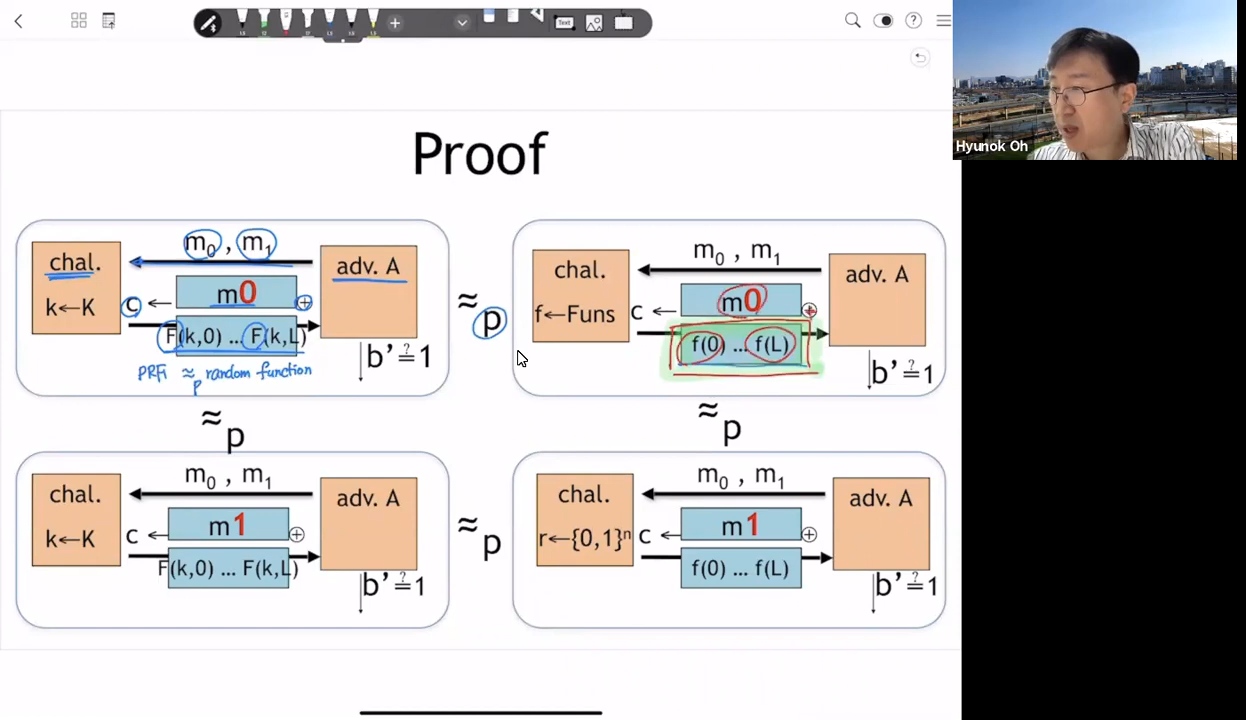 Text
Hyunok Oh
Proof
m₀ , m₁
chal.
k←K
adv. A
m0
c ←
⊕
F(k,0) … F(k,L)
b’≟1
PRF ≈p random function
≈p
m₀ , m₁
chal.
f←Funs
adv. A
m0
c ←
⊕
f(0) … f(L)
b’≟1
≈p
≈p
m₀ , m₁
chal.
k←K
adv. A
m1
c ←
⊕
F(k,0) … F(k,L)
b’≟1
≈p
m₀ , m₁
chal.
r←{0,1}ⁿ
adv. A
m1
c ←
⊕
f(0) … f(L)
b’≟1